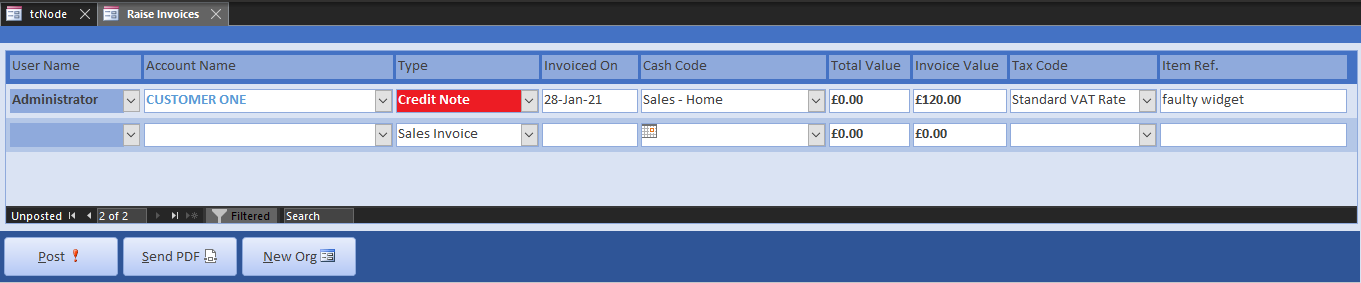 tcNode Raise Invoices
User Name Account Name Type Invoiced On Cash Code Total Value Invoice Value Tax Code Item Ref.
Administrator CUSTOMER ONE Credit Note 28-Jan-21 Sales - Home £0.00 £120.00 Standard VAT Rate faulty widget
Sales Invoice £0.00 £0.00
Unposted 2 of 2 Filtered Search
Post Send PDF New Org